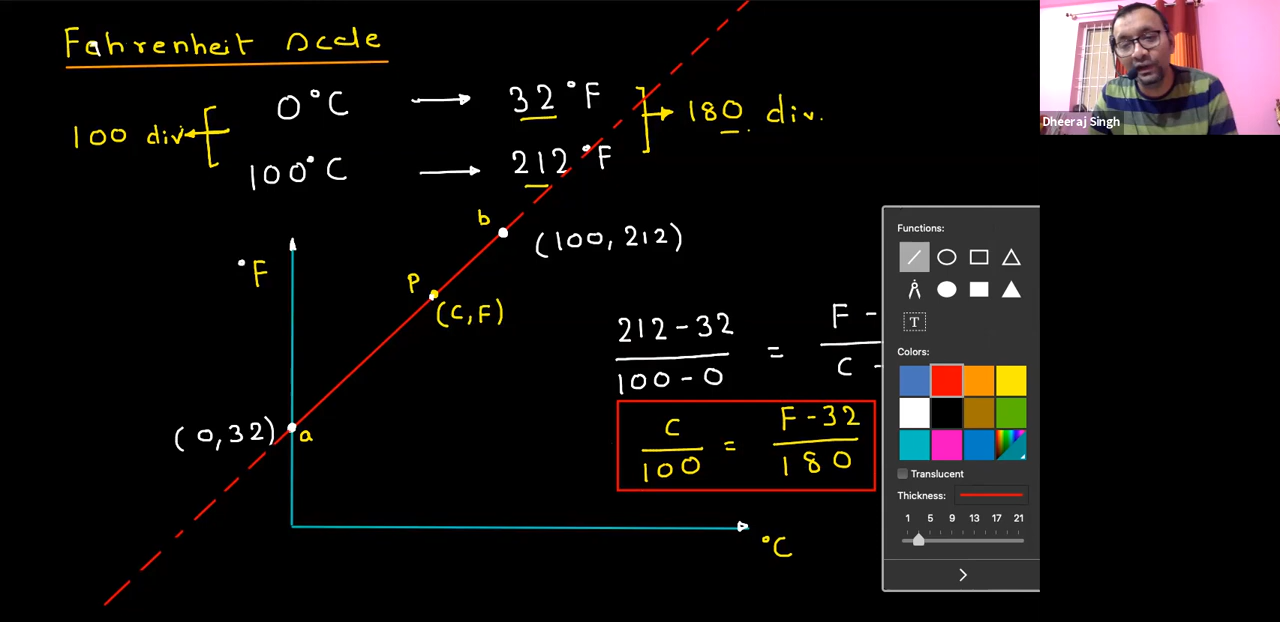 Fahrenheit scale
0°C → 32°F
100 div
180 div.
100°C → 212°F
b
(100, 212)
°F
P
(C, F)
212 - 32 / 100 - 0 = F - / C -
C / 100 = F - 32 / 180
(0, 32)
a
°C
Dheeraj Singh
Functions:
T
Colors:
Translucent
Thickness:
1 5 9 13 17 21